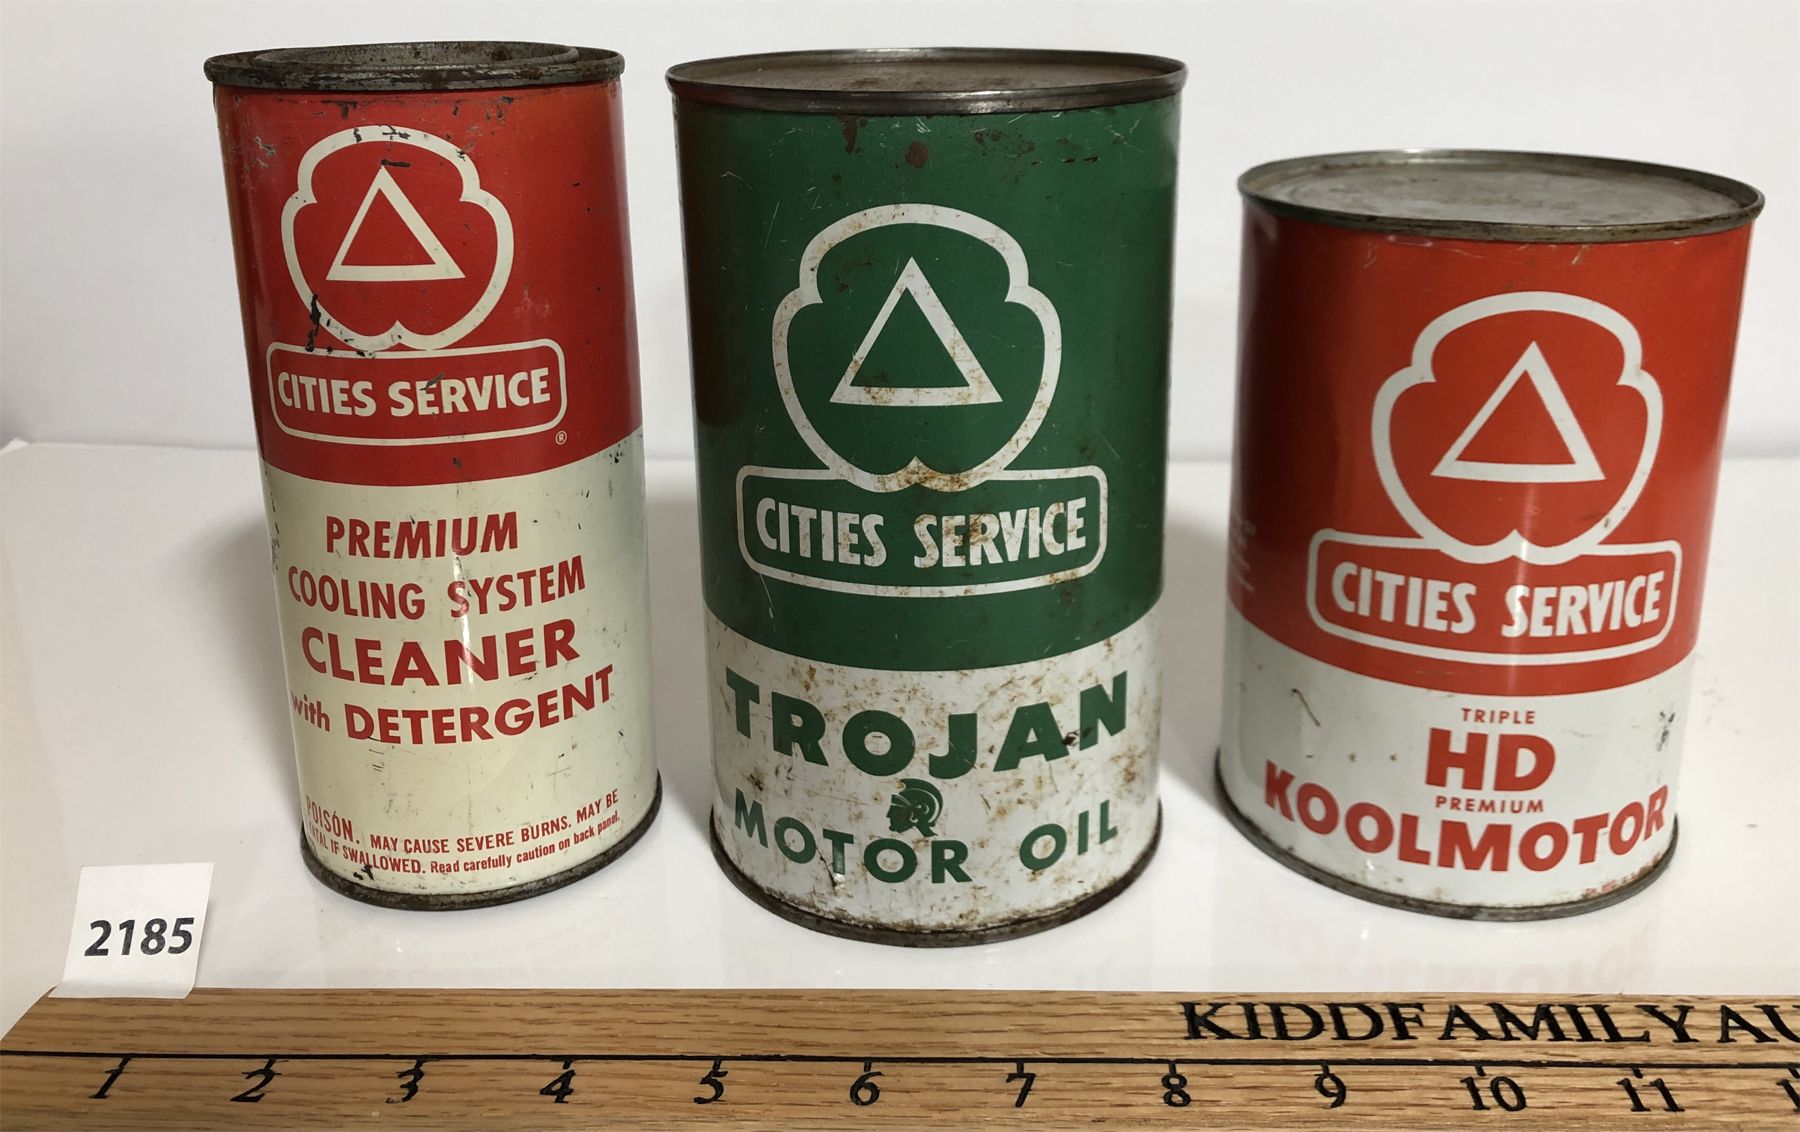 CITIES SERVICE
®
PREMIUM
COOLING SYSTEM
CLEANER
with DETERGENT
POISON. MAY CAUSE SEVERE BURNS. MAY BE
FATAL IF SWALLOWED. Read carefully caution on back panel.
CITIES SERVICE
TROJAN
MOTOR OIL
CITIES SERVICE
TRIPLE
HD
PREMIUM
KOOLMOTOR
2185
KIDDFAMILYAU
1 2 3 4 5 6 7 8 9 10 11